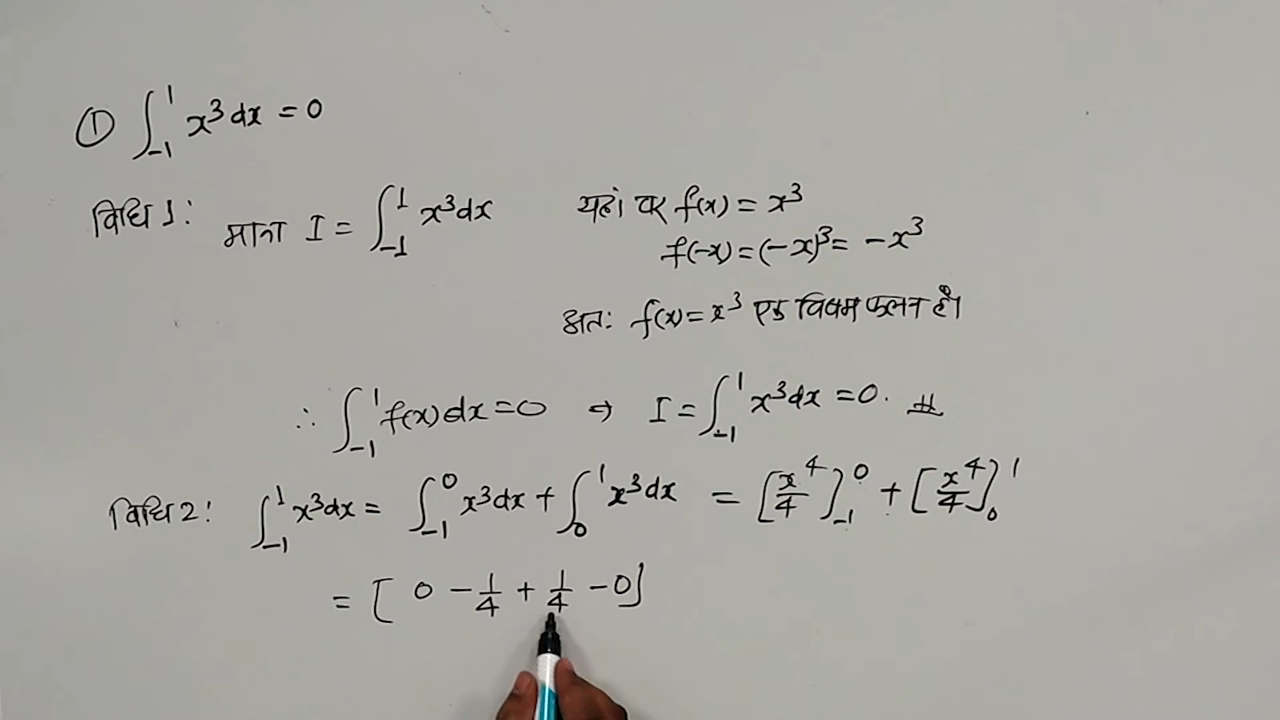 ① ∫₋₁¹ x³ dx = 0
विधि 1: माना I = ∫₋₁¹ x³dx यहां पर f(x) = x³
f(-x) = (-x)³ = -x³
अतः f(x) = x³ एक विषम फलन है।
∴ ∫₋₁¹ f(x) dx = 0 ⇒ I = ∫₋₁¹ x³dx = 0. #
विधि 2: ∫₋₁¹ x³dx = ∫₋₁⁰ x³dx + ∫₀¹ x³dx = [x⁴/4]₋₁⁰ + [x⁴/4]₀¹
= [0 - 1/4 + 1/4 - 0]